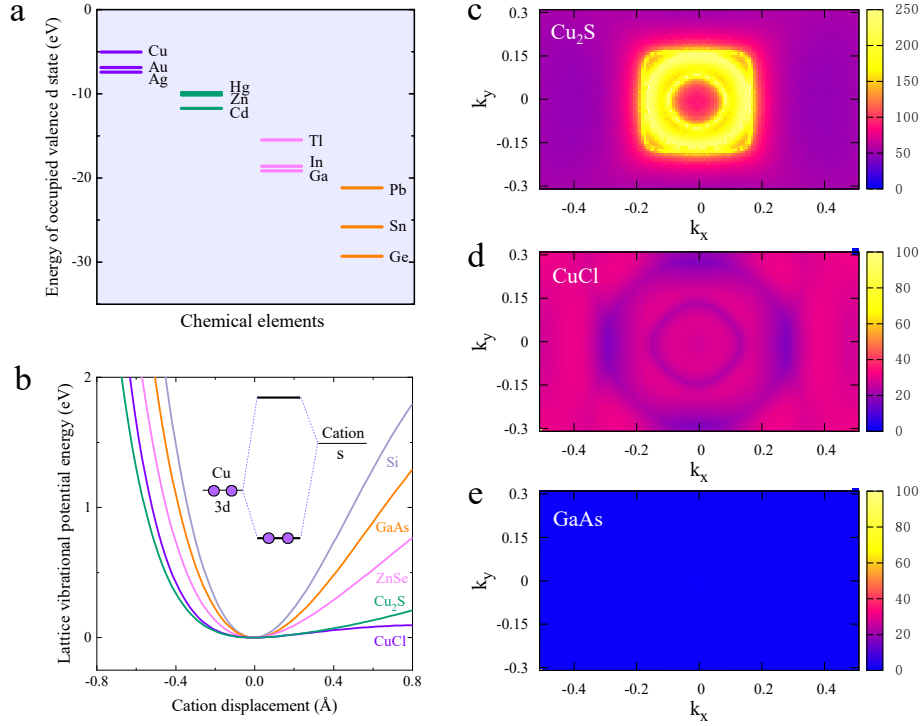 a
Energy of occupied valence d state (eV)
0
-10
-20
-30
Cu
Au
Ag
Hg
Zn
Cd
Tl
In
Ga
Pb
Sn
Ge
Chemical elements
b
Lattice vibrational potential energy (eV)
2
1
0
Cu
3d
Cation
s
Si
GaAs
ZnSe
Cu₂S
CuCl
-0.8
-0.4
0.0
0.4
0.8
Cation displacement (Å)
c
Cu₂S
k_y
0.3
0.15
0
-0.15
-0.3
-0.4
-0.2
0
0.2
0.4
k_x
250
200
150
100
50
0
d
CuCl
k_y
0.3
0.15
0
-0.15
-0.3
-0.4
-0.2
0
0.2
0.4
k_x
100
80
60
40
20
0
e
GaAs
k_y
0.3
0.15
0
-0.15
-0.3
-0.4
-0.2
0
0.2
0.4
k_x
100
80
60
40
20
0